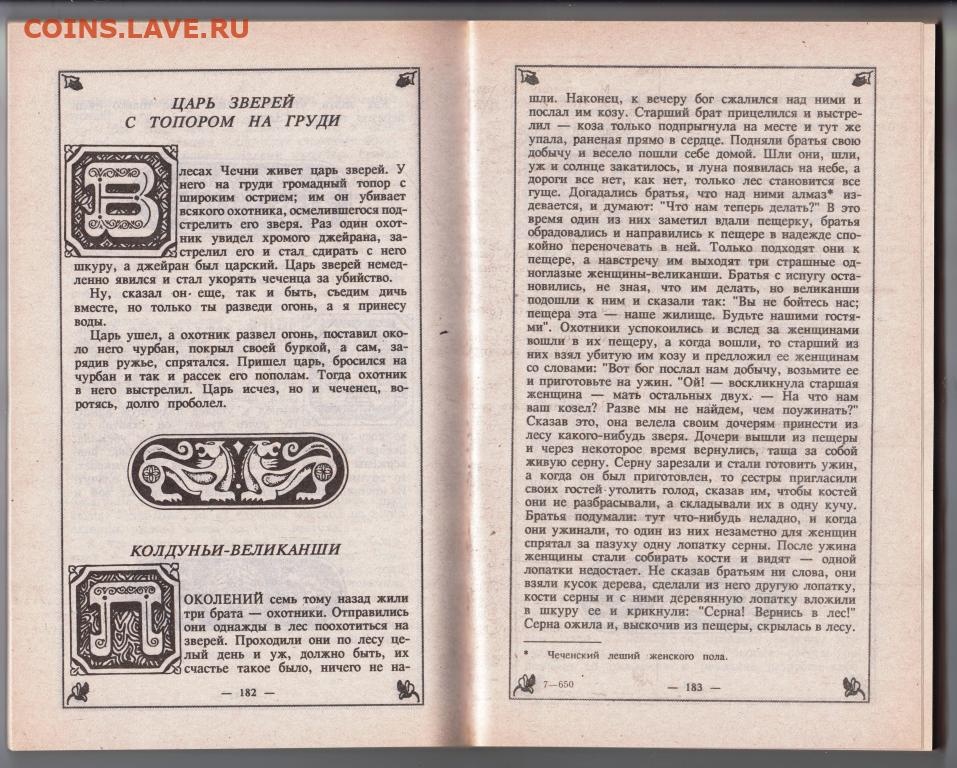 COINS.LAVE.RU
ЦАРЬ ЗВЕРЕЙ
С ТОПОРОМ НА ГРУДИ
В лесах Чечни живет царь зверей. У
него на груди громадный топор с
широким острием; им он убивает
всякого охотника, осмелившегося под-
стрелить его зверя. Раз один охот-
ник увидел хромого джейрана, за-
стрелил его и стал сдирать с него
шкуру, а джейран был царский. Царь зверей немед-
ленно явился и стал укорять чеченца за убийство.
Ну, сказал он еще, так и быть, съедим дичь
вместе, но только ты разведи огонь, а я принесу
воды.
Царь ушел, а охотник развел огонь, поставил око-
ло него чурбан, покрыл своей буркой, а сам, за-
рядив ружье, спрятался. Пришел царь, бросился на
чурбан и так и рассек его пополам. Тогда охотник
в него выстрелил. Царь исчез, но и чеченец, во-
ротясь, долго проболел.
КОЛДУНЬИ-ВЕЛИКАНШИ
ПОКОЛЕНИЙ семь тому назад жили
три брата — охотники. Отправились
они однажды в лес поохотиться на
зверей. Проходили они по лесу це-
лый день и уж, должно быть, их
счастье такое было, ничего не на-
— 182 —
шли. Наконец, к вечеру бог сжалился над ними и
послал им козу. Старший брат прицелился и выстре-
лил — коза только подпрыгнула на месте и тут же
упала, раненая прямо в сердце. Подняли братья свою
добычу и весело пошли себе домой. Шли они, шли,
уж и солнце закатилось, и луна появилась на небе, а
дороги все нет, как нет, только лес становится все
гуще. Догадались братья, что над ними алмаз* из-
девается, и думают: "Что нам теперь делать?" В это
время один из них заметил вдали пещерку, братья
обрадовались и направились к пещере в надежде спо-
койно переночевать в ней. Только подходят они к
пещере, а навстречу им выходят три страшные од-
ноглазые женщины-великанши. Братья с испугу оста-
новились, не зная, что им делать, но великанши
подошли к ним и сказали так: "Вы не бойтесь нас;
пещера эта — наше жилище. Будьте нашими гостя-
ми". Охотники успокоились и вслед за женщинами
вошли в их пещеру, а когда вошли, то старший из
них взял убитую им козу и предложил ее женщинам
со словами: "Вот бог послал нам добычу, возьмите ее
и приготовьте на ужин. "Ой! — воскликнула старшая
женщина — мать остальных двух. — На что нам
ваш козел? Разве мы не найдем, чем поужинать?"
Сказав это, она велела своим дочерям принести из
лесу какого-нибудь зверя. Дочери вышли из пещеры
и через некоторое время вернулись, таща за собой
живую серну. Серну зарезали и стали готовить ужин,
а когда он был приготовлен, то сестры пригласили
своих гостей утолить голод, сказав им, чтобы костей
они не разбрасывали, а складывали их в одну кучу.
Братья подумали: тут что-нибудь неладно, и когда
они ужинали, то один из них незаметно для женщин
спрятал за пазуху одну лопатку серны. После ужина
женщины стали собирать кости и видят — одной
лопатки недостает. Не сказав братьям ни слова, они
взяли кусок дерева, сделали из него другую лопатку,
кости серны и с ними деревянную лопатку вложили
в шкуру ее и крикнули: "Серна! Вернись в лес!"
Серна ожила и, выскочив из пещеры, скрылась в лесу.
* Чеченский леший женского пола.
7—650
— 183 —